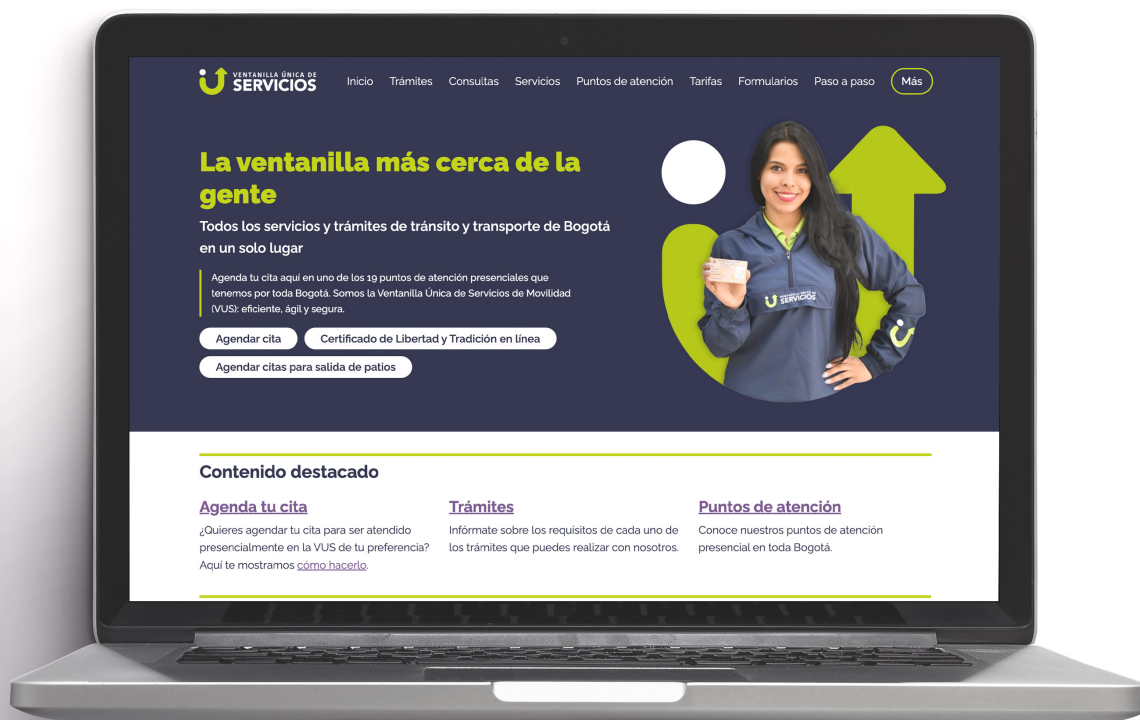 VENTANILLA ÚNICA DE
SERVICIOS
Inicio Trámites Consultas Servicios Puntos de atención Tarifas Formularios Paso a paso Más
La ventanilla más cerca de la
gente
Todos los servicios y trámites de tránsito y transporte de Bogotá
en un solo lugar
Agenda tu cita aquí en uno de los 19 puntos de atención presenciales que
tenemos por toda Bogotá. Somos la Ventanilla Única de Servicios de Movilidad
(VUS): eficiente, ágil y segura.
Agendar cita Certificado de Libertad y Tradición en línea
Agendar citas para salida de patios
SERVICIOS
Contenido destacado
Agenda tu cita
¿Quieres agendar tu cita para ser atendido
presencialmente en la VUS de tu preferencia?
Aquí te mostramos cómo hacerlo.
Trámites
Infórmate sobre los requisitos de cada uno de
los trámites que puedes realizar con nosotros.
Puntos de atención
Conoce nuestros puntos de atención
presencial en toda Bogotá.